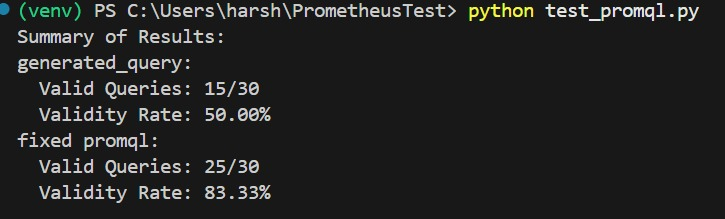 (venv) PS C:\Users\harsh\PrometheusTest> python test_promql.py
Summary of Results:
generated_query:
  Valid Queries: 15/30
  Validity Rate: 50.00%
fixed promql:
  Valid Queries: 25/30
  Validity Rate: 83.33%